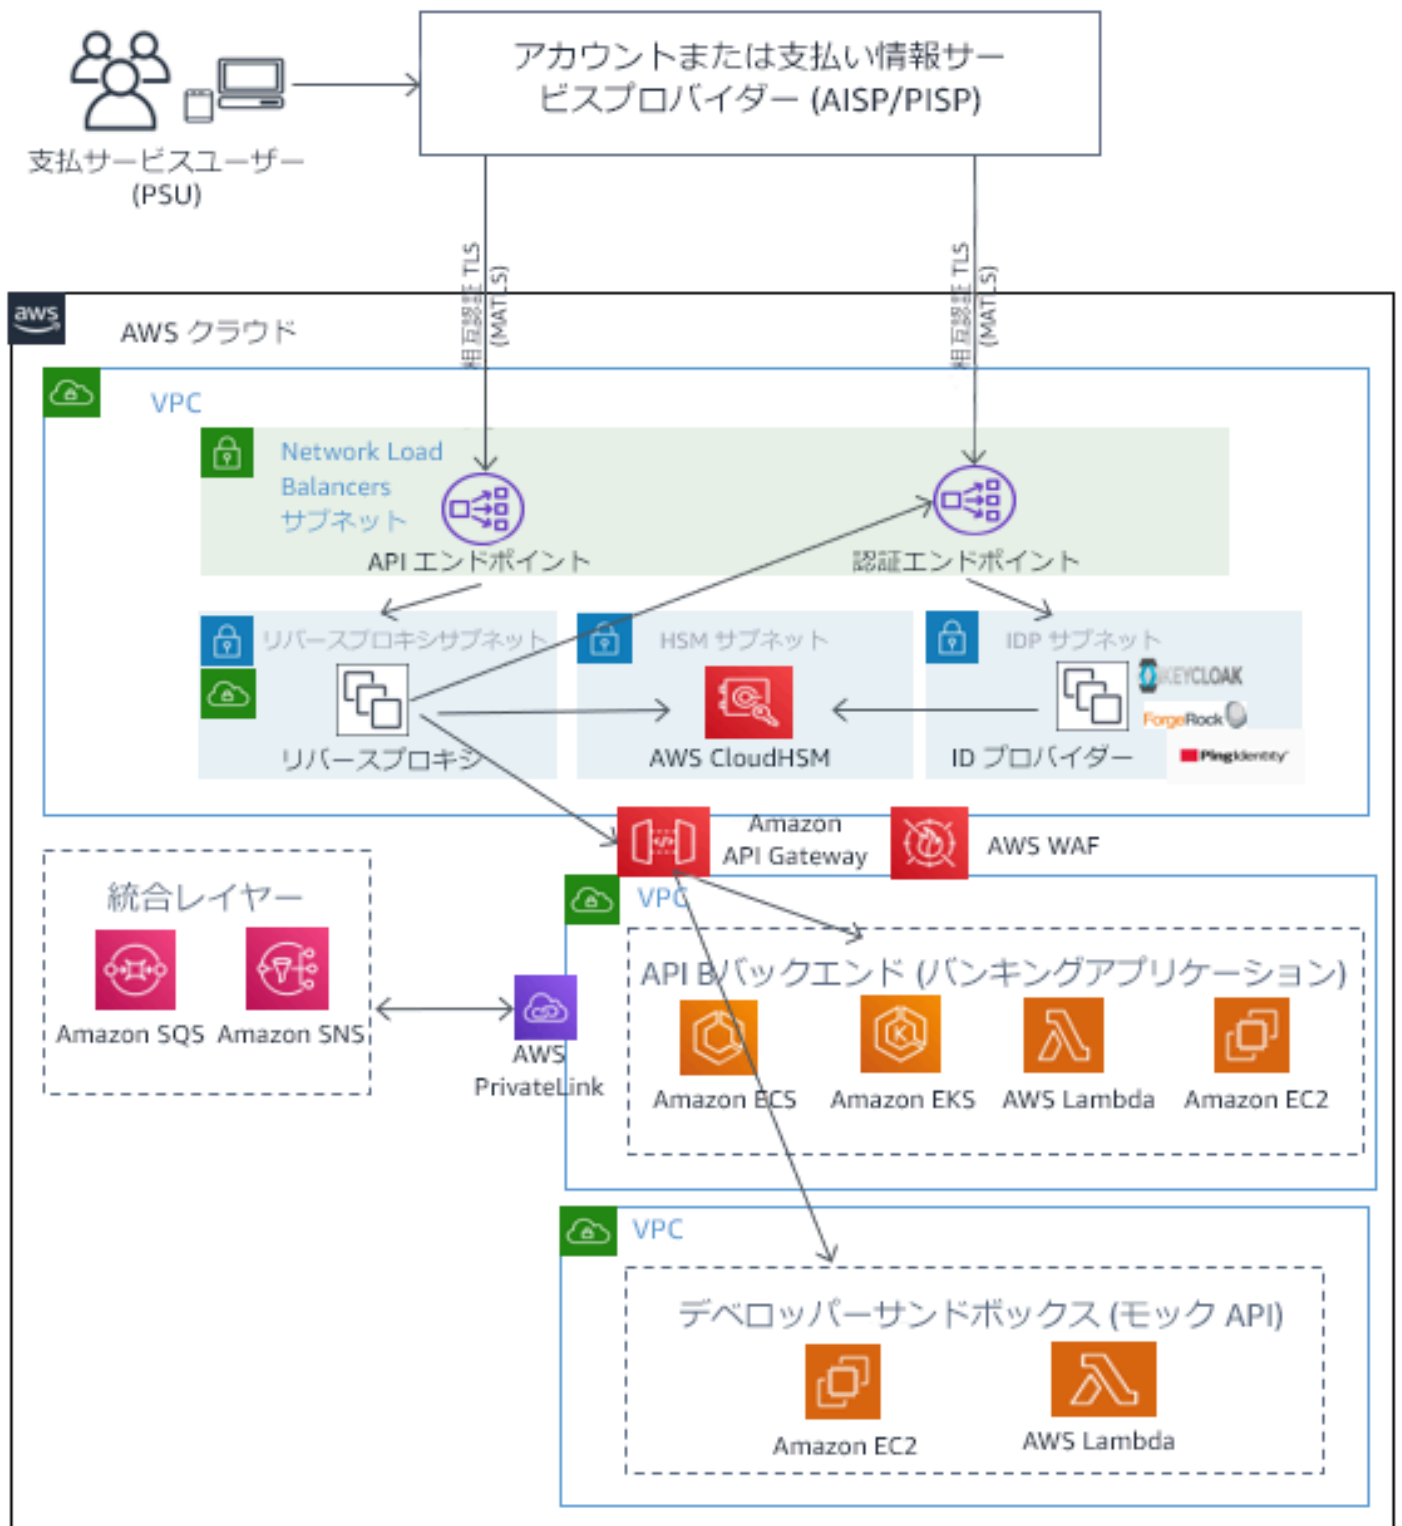 アカウントまたは支払い情報サー
ビスプロバイダー (AISP/PISP)
支払サービスユーザー
(PSU)
相互認証 TLS
(MATLS)
相互認証 TLS
(MATLS)
aws
AWS クラウド
VPC
Network Load
Balancers
サブネット
API エンドポイント
認証エンドポイント
リバースプロキシサブネット
HSM サブネット
IDP サブネット
KEYCLOAK
ForgeRock
PingIdentity
リバースプロキシ
AWS CloudHSM
ID プロバイダー
Amazon
API Gateway
AWS WAF
統合レイヤー
Amazon SQS
Amazon SNS
AWS
PrivateLink
VPC
API Bバックエンド (バンキングアプリケーション)
Amazon ECS
Amazon EKS
AWS Lambda
Amazon EC2
VPC
デベロッパーサンドボックス (モック API)
Amazon EC2
AWS Lambda